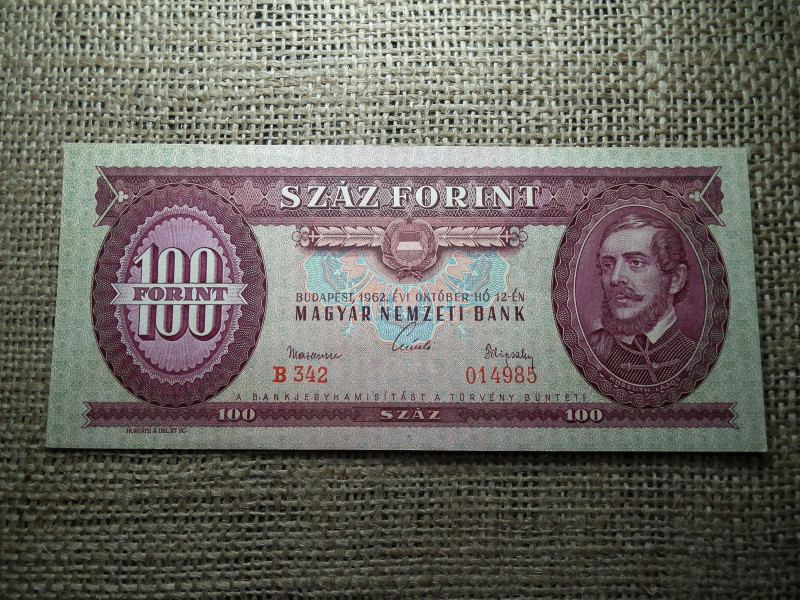 SZÁZ FORINT
100
FORINT
BUDAPEST, 1962. ÉVI OKTÓBER HÓ 12-ÉN
MAGYAR NEMZETI BANK
B 342 014985
A BANKJEGYHAMISÍTÁST A TÖRVÉNY BÜNTETI
100 SZÁZ 100